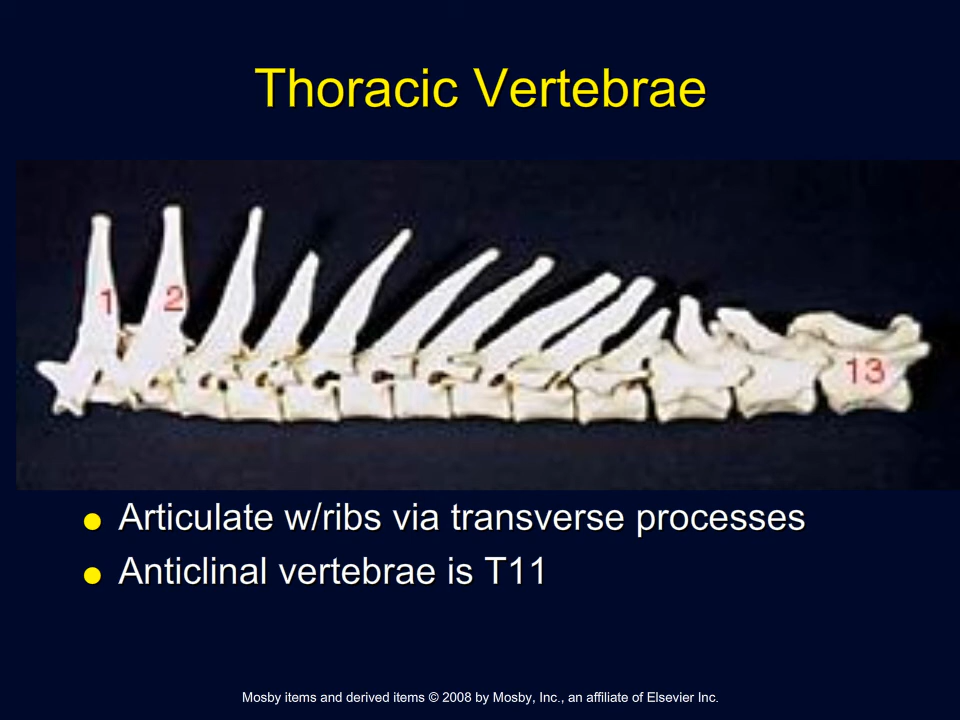 Thoracic Vertebrae
1 2
13
Articulate w/ribs via transverse processes
Anticlinal vertebrae is T11
Mosby items and derived items © 2008 by Mosby, Inc., an affiliate of Elsevier Inc.